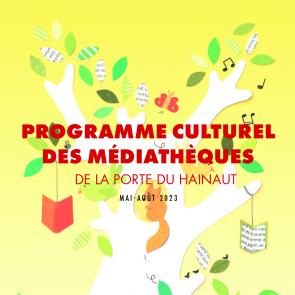 PROGRAMME CULTUREL
DES MÉDIATHÈQUES
DE LA PORTE DU HAINAUT
MAI-AOÛT 2023